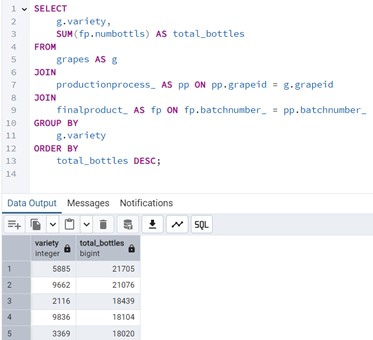 1 SELECT
2 g.variety,
3 SUM(fp.numbottls) AS total_bottles
4 FROM
5 grapes AS g
6 JOIN
7 productionprocess_ AS pp ON pp.grapeid = g.grapeid
8 JOIN
9 finalproduct_ AS fp ON fp.batchnumber_ = pp.batchnumber_
10 GROUP BY
11 g.variety
12 ORDER BY
13 total_bottles DESC;
14
Data Output Messages Notifications
SQL
variety total_bottles
integer bigint
1 5885 21705
2 9662 21076
3 2116 18439
4 9836 18104
5 3369 18020